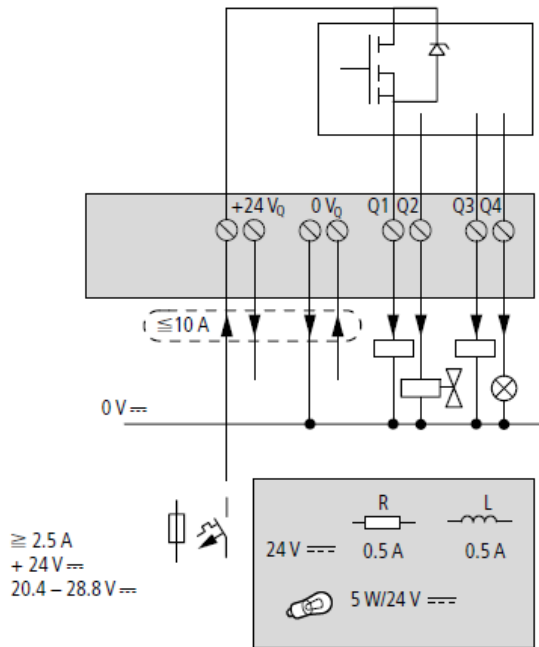 +24 VQ 0 VQ Q1 Q2 Q3 Q4
≦10 A
0 V ⎓
≧ 2.5 A
+ 24 V ⎓
20.4 – 28.8 V ⎓
R L
24 V ⎓ 0.5 A 0.5 A
5 W/24 V ⎓